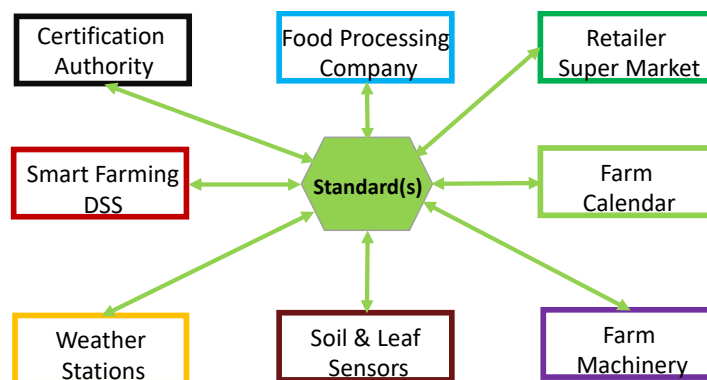 Certification
Authority
Food Processing
Company
Retailer
Super Market
Smart Farming
DSS
Standard(s)
Farm
Calendar
Weather
Stations
Soil & Leaf
Sensors
Farm
Machinery